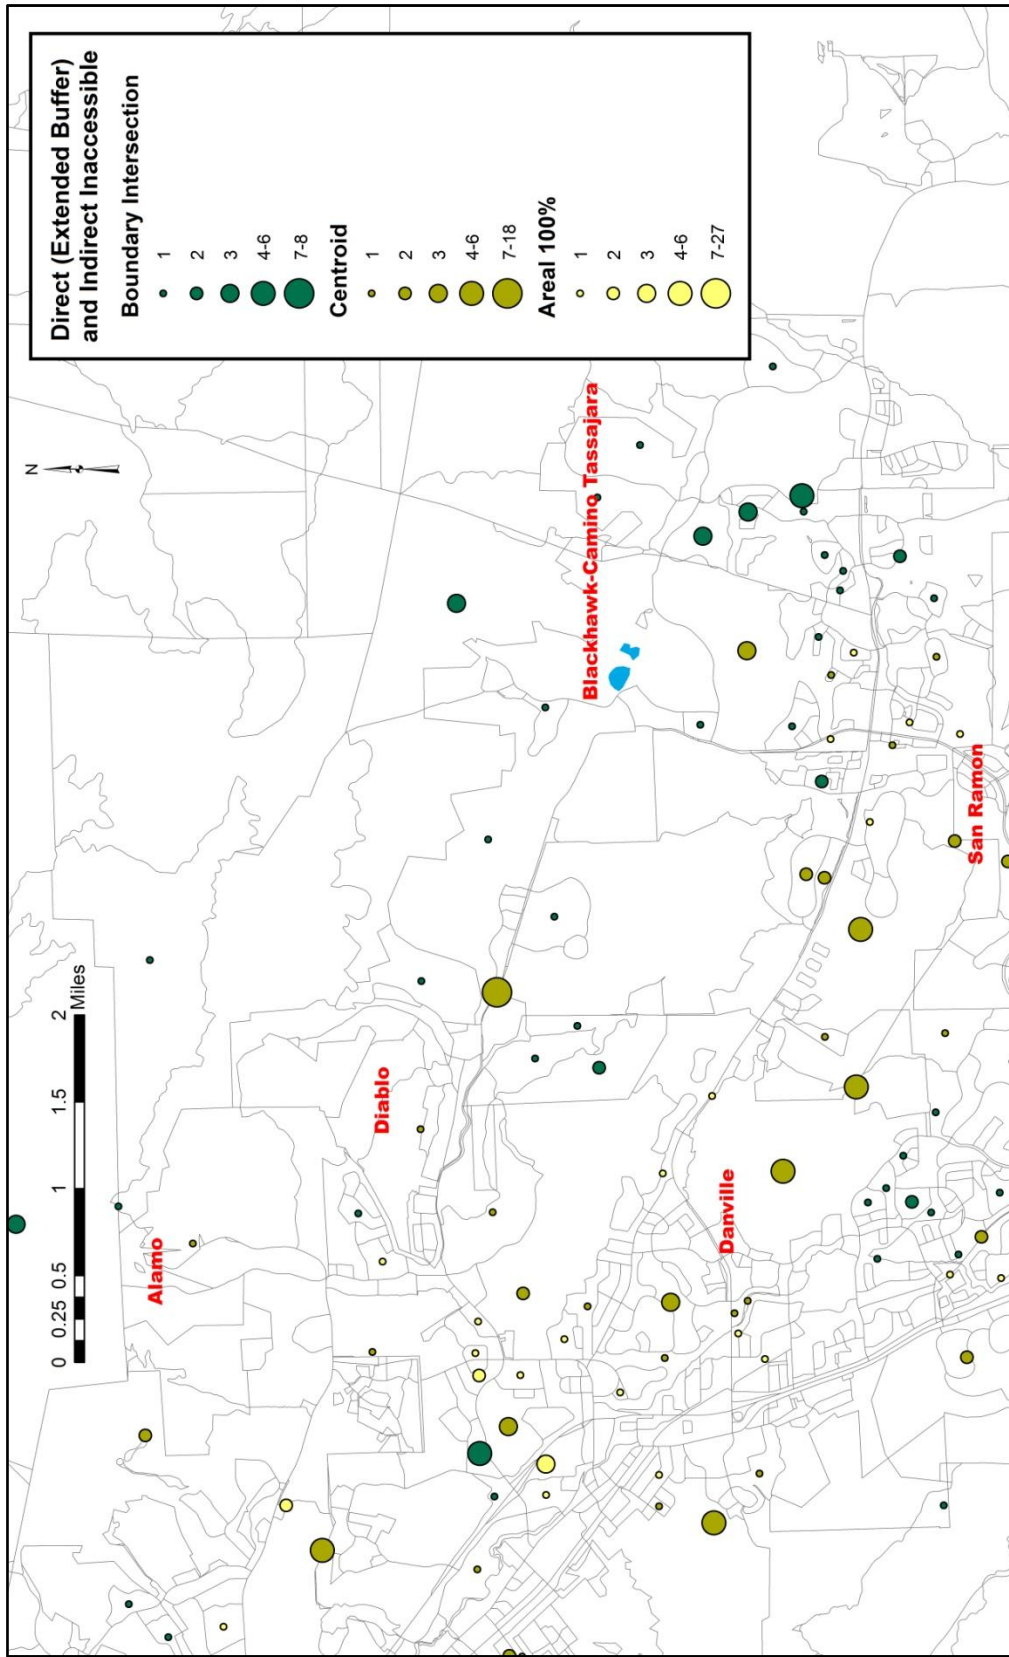 Direct (Extended Buffer)
and Indirect Inaccessible
Boundary Intersection
1
2
3
4-6
7-8
Centroid
1
2
3
4-6
7-18
Areal 100%
1
2
3
4-6
7-27
N
0 0.25 0.5 1 1.5 2
Miles
Alamo
Diablo
Blackhawk-Camino Tassajara
Danville
San Ramon